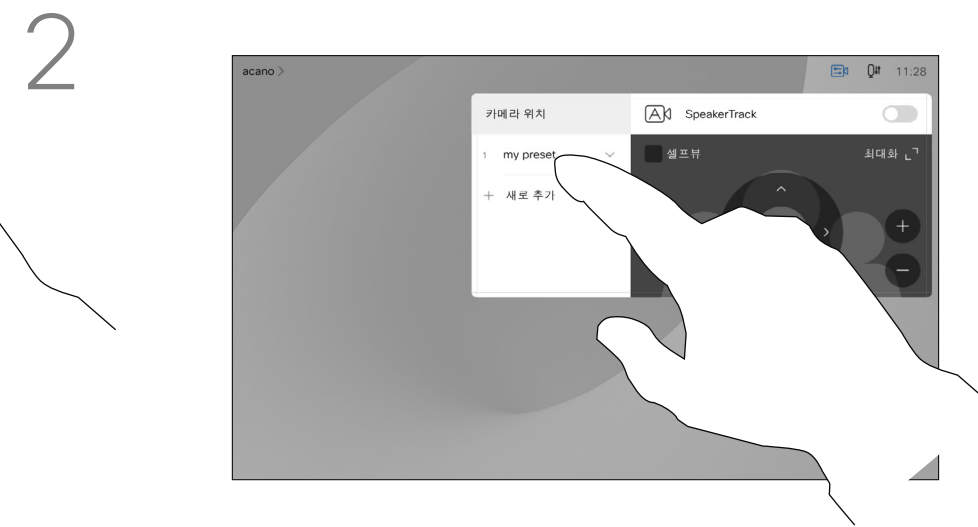 2
acano >
11:28
카메라 위치
SpeakerTrack
1 my preset
셀프뷰
최대화
+ 새로 추가